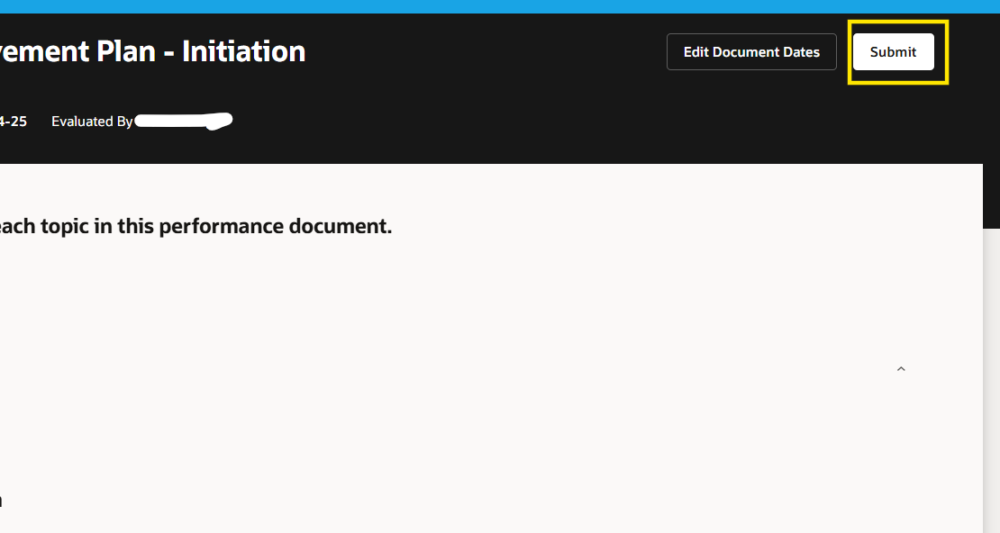 vement Plan - Initiation
Edit Document Dates
Submit
4-25
Evaluated By
each topic in this performance document.